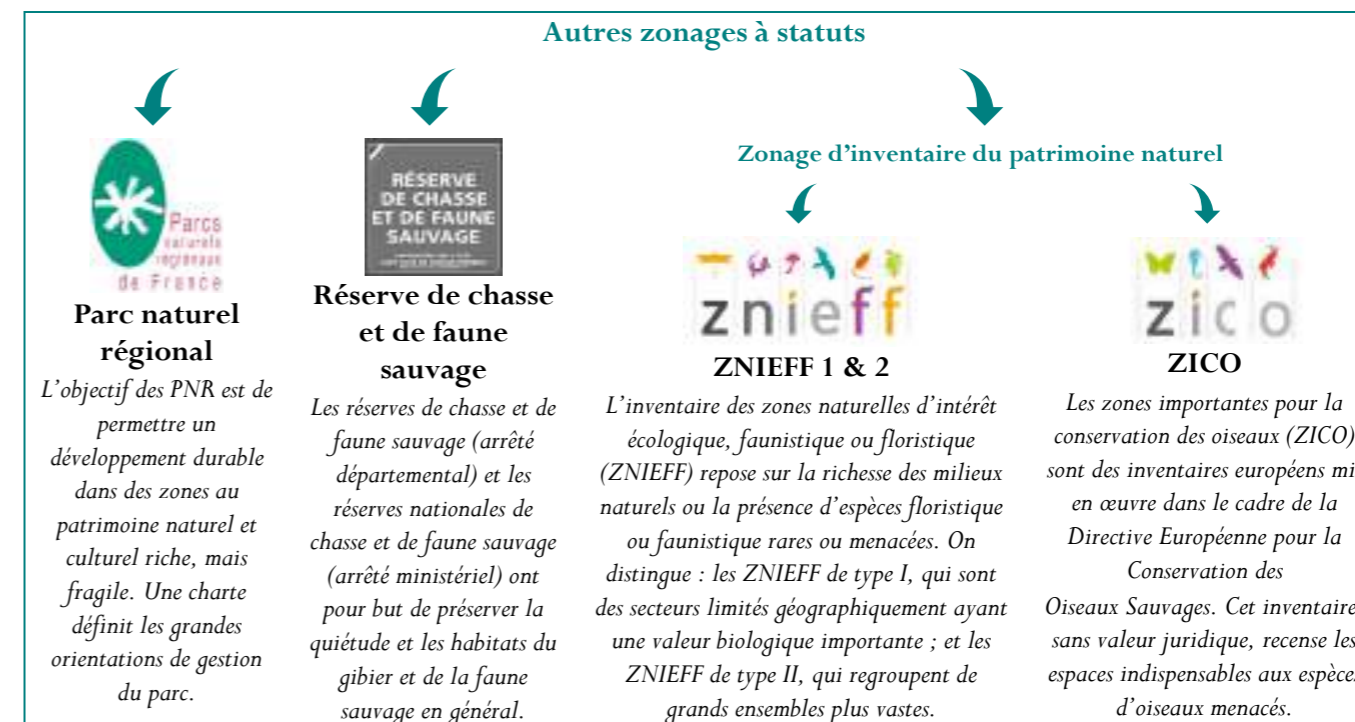 Autres zonages à statuts
Parcs
naturels
régionaux
de France
Parc naturel
régional
L'objectif des PNR est de
permettre un
développement durable
dans des zones au
patrimoine naturel et
culturel riche, mais
fragile. Une charte
définit les grandes
orientations de gestion
du parc.
RÉSERVE
DE CHASSE
ET DE FAUNE
SAUVAGE
Réserve de chasse
et de faune
sauvage
Les réserves de chasse et de
faune sauvage (arrêté
départemental) et les
réserves nationales de
chasse et de faune sauvage
(arrêté ministériel) ont
pour but de préserver la
quiétude et les habitats du
gibier et de la faune
sauvage en général.
Zonage d'inventaire du patrimoine naturel
znieff
ZNIEFF 1 & 2
L'inventaire des zones naturelles d'intérêt
écologique, faunistique ou floristique
(ZNIEFF) repose sur la richesse des milieux
naturels ou la présence d'espèces floristique
ou faunistique rares ou menacées. On
distingue : les ZNIEFF de type I, qui sont
des secteurs limités géographiquement ayant
une valeur biologique importante ; et les
ZNIEFF de type II, qui regroupent de
grands ensembles plus vastes.
zico
ZICO
Les zones importantes pour la
conservation des oiseaux (ZICO)
sont des inventaires européens mi
en œuvre dans le cadre de la
Directive Européenne pour la
Conservation des
Oiseaux Sauvages. Cet inventaire
sans valeur juridique, recense les
espaces indispensables aux espèces
d'oiseaux menacés.